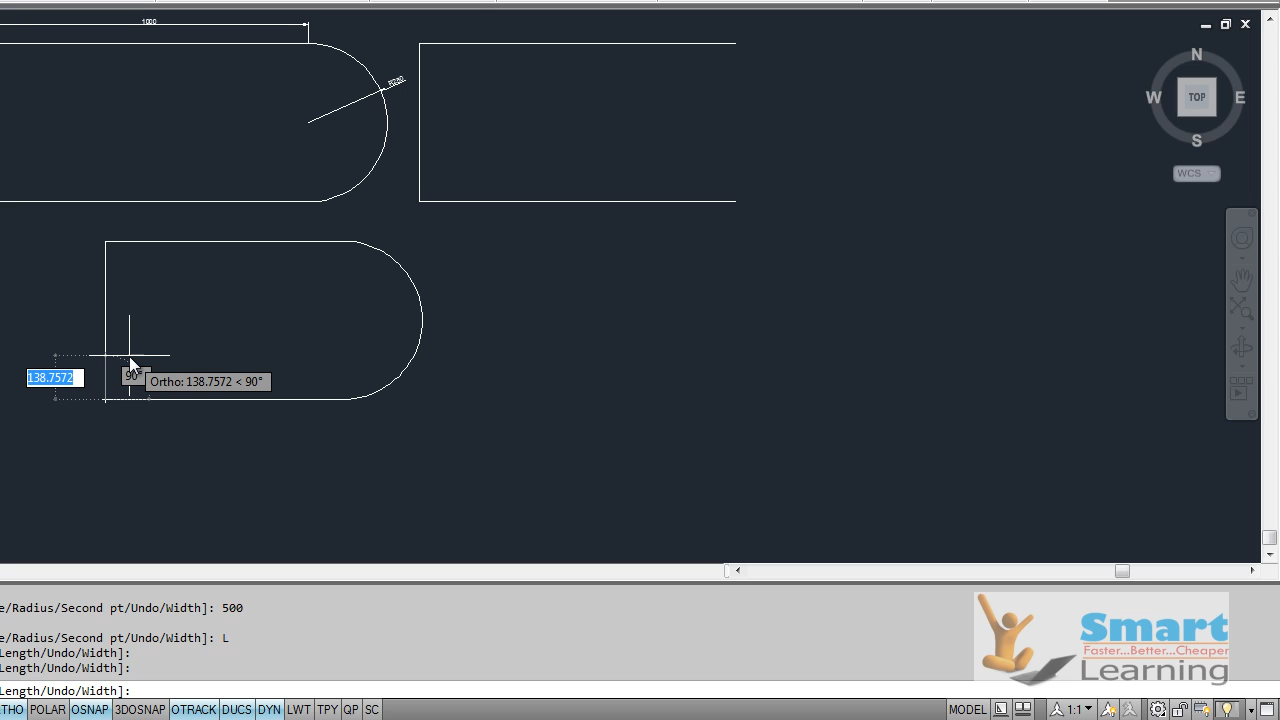 1000
N
W
TOP
E
S
WCS
138.7572
90°
Ortho: 138.7572 < 90°
e/Radius/Second pt/Undo/Width]: 500
e/Radius/Second pt/Undo/Width]: L
Length/Undo/Width]:
Length/Undo/Width]:
Length/Undo/Width]:
Smart
Faster...Better...Cheaper
Learning
RTHO POLAR OSNAP 3DOSNAP OTRACK DUCS DYN LWT TPY QP SC MODEL 1:1